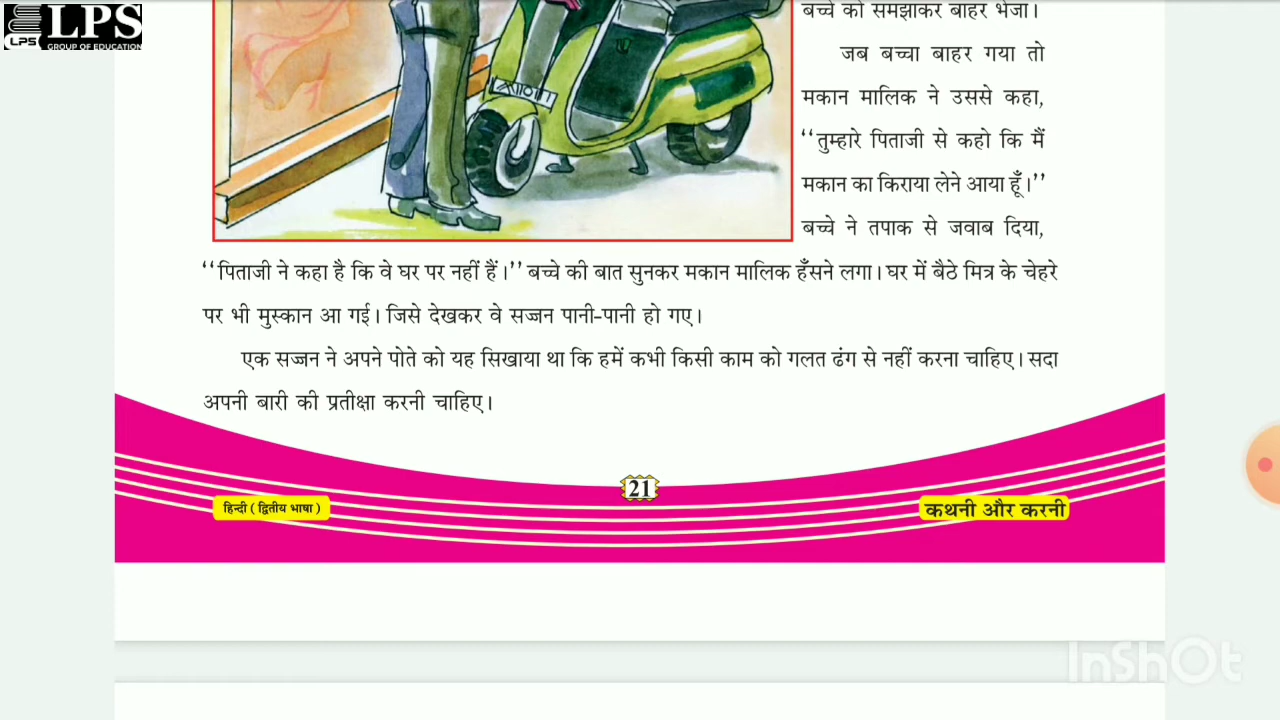 LPS
LPS GROUP OF EDUCATION
बच्चे को समझाकर बाहर भेजा।
जब बच्चा बाहर गया तो
मकान मालिक ने उससे कहा,
‘‘तुम्हारे पिताजी से कहो कि मैं
मकान का किराया लेने आया हूँ।’’
बच्चे ने तपाक से जवाब दिया,
‘‘पिताजी ने कहा है कि वे घर पर नहीं हैं।’’ बच्चे की बात सुनकर मकान मालिक हँसने लगा। घर में बैठे मित्र के चेहरे
पर भी मुस्कान आ गई। जिसे देखकर वे सज्जन पानी-पानी हो गए।
एक सज्जन ने अपने पोते को यह सिखाया था कि हमें कभी किसी काम को गलत ढंग से नहीं करना चाहिए। सदा
अपनी बारी की प्रतीक्षा करनी चाहिए।
21
हिन्दी ( द्वितीय भाषा )
कथनी और करनी
InShOt